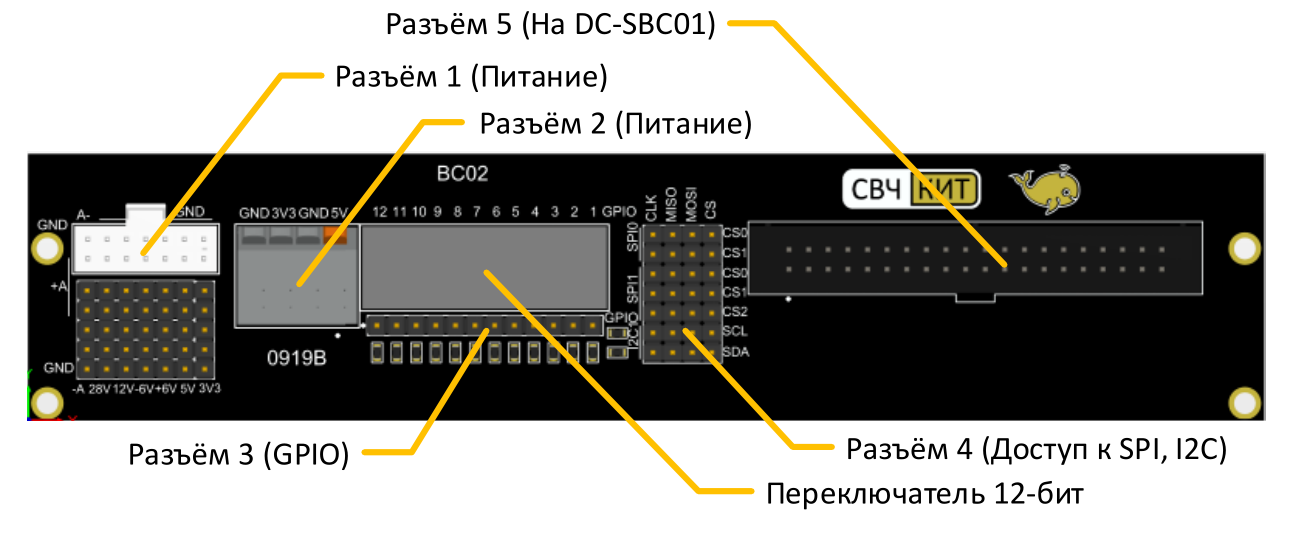 Разъём 5 (На DC-SBC01)
Разъём 1 (Питание)
Разъём 2 (Питание)
BC02
СВЧ КИТ
A- GND
GND
+A
GND
-A 28V 12V -6V +6V 5V 3V3
GND 3V3 GND 5V
0919B
12 11 10 9 8 7 6 5 4 3 2 1 GPIO
GPIO
CLK MISO MOSI CS
SPI0
SPI1
I2C1
CS0
CS1
CS0
CS1
CS2
SCL
SDA
Разъём 3 (GPIO)
Разъём 4 (Доступ к SPI, I2C)
Переключатель 12-бит